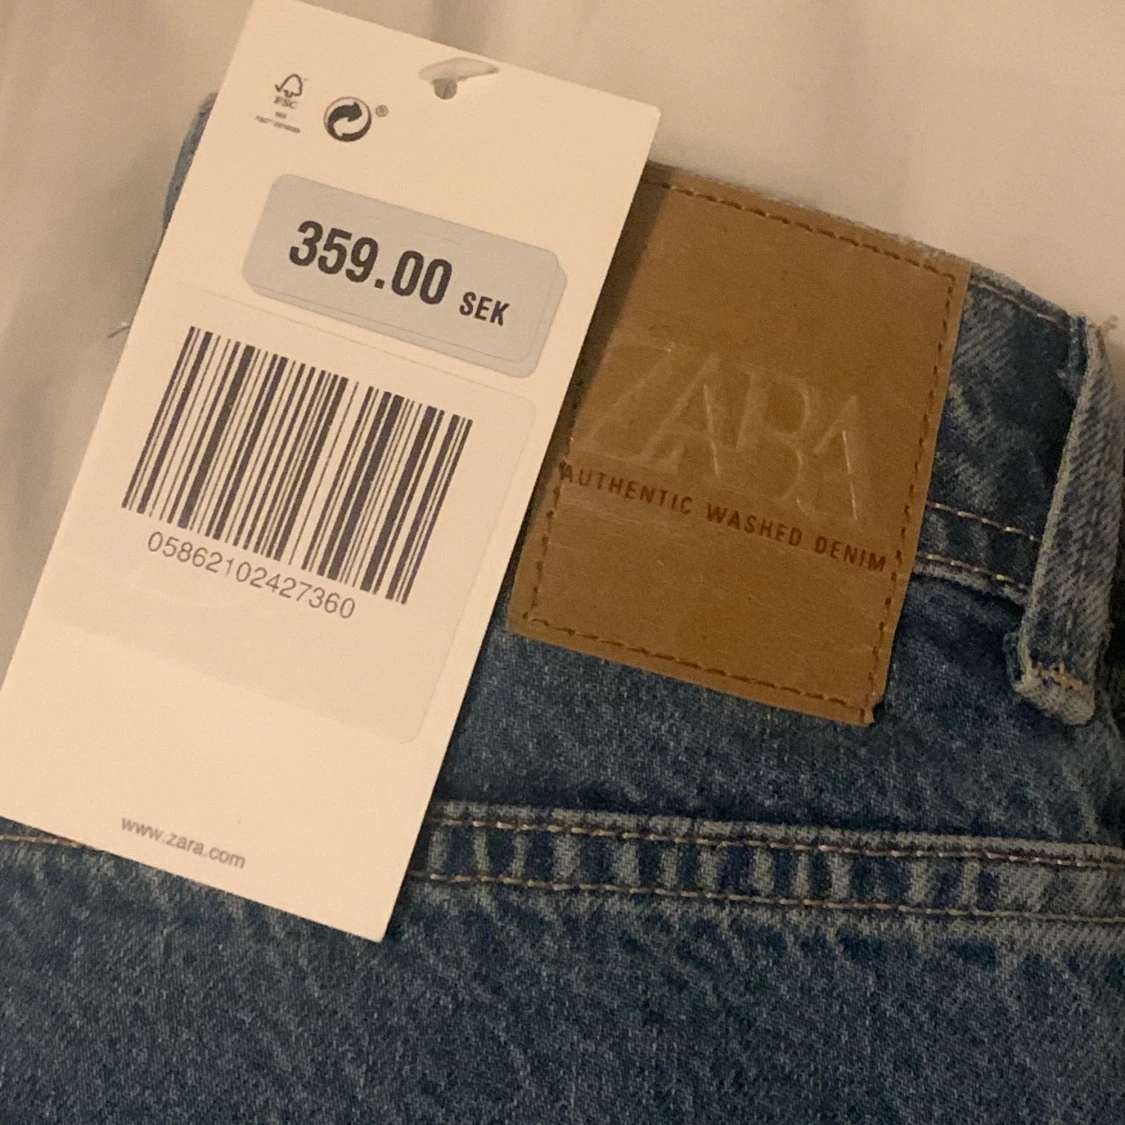 FSC
®
359.00 SEK
05862102427360
www.zara.com
ZARA
AUTHENTIC WASHED DENIM